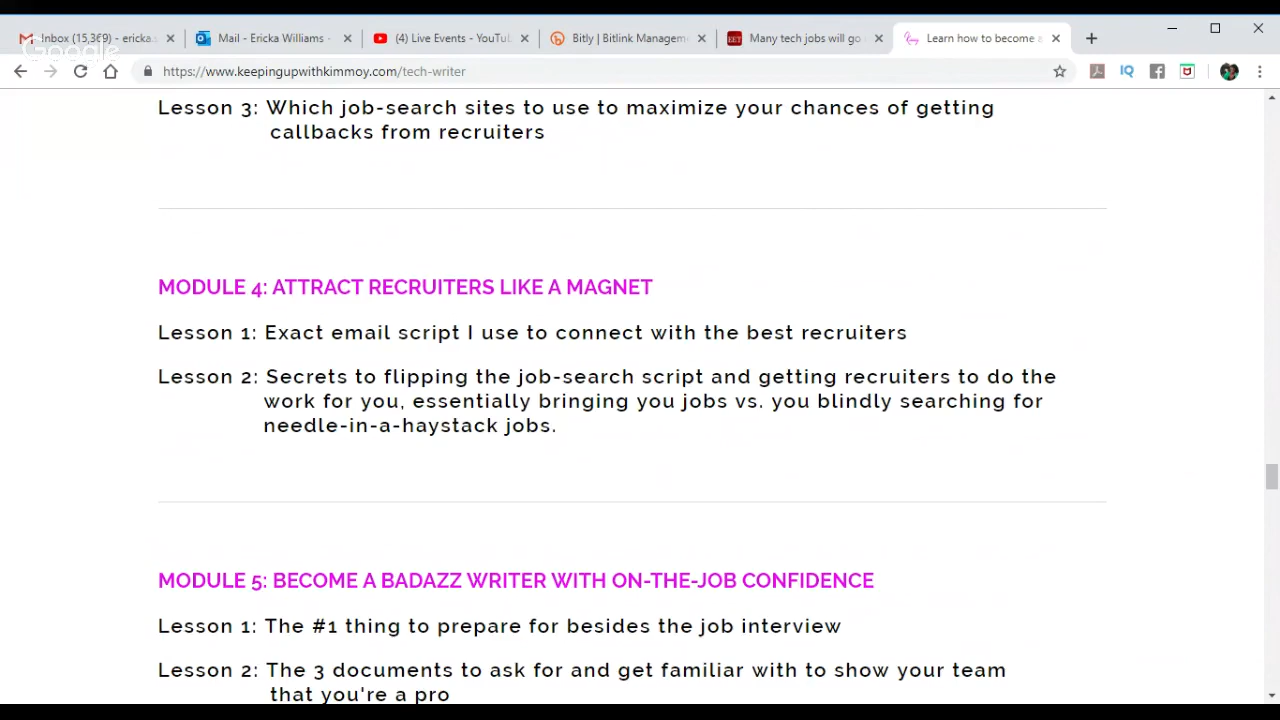 Inbox (15,369) - ericka.s
Mail - Ericka Williams -
(4) Live Events - YouTu
Bitly | Bitlink Managem
Many tech jobs will go
Learn how to become a
Google
https://www.keepingupwithkimmoy.com/tech-writer
IQ
Lesson 3: Which job-search sites to use to maximize your chances of getting
callbacks from recruiters
MODULE 4: ATTRACT RECRUITERS LIKE A MAGNET
Lesson 1: Exact email script I use to connect with the best recruiters
Lesson 2: Secrets to flipping the job-search script and getting recruiters to do the
work for you, essentially bringing you jobs vs. you blindly searching for
needle-in-a-haystack jobs.
MODULE 5: BECOME A BADAZZ WRITER WITH ON-THE-JOB CONFIDENCE
Lesson 1: The #1 thing to prepare for besides the job interview
Lesson 2: The 3 documents to ask for and get familiar with to show your team
that you're a pro